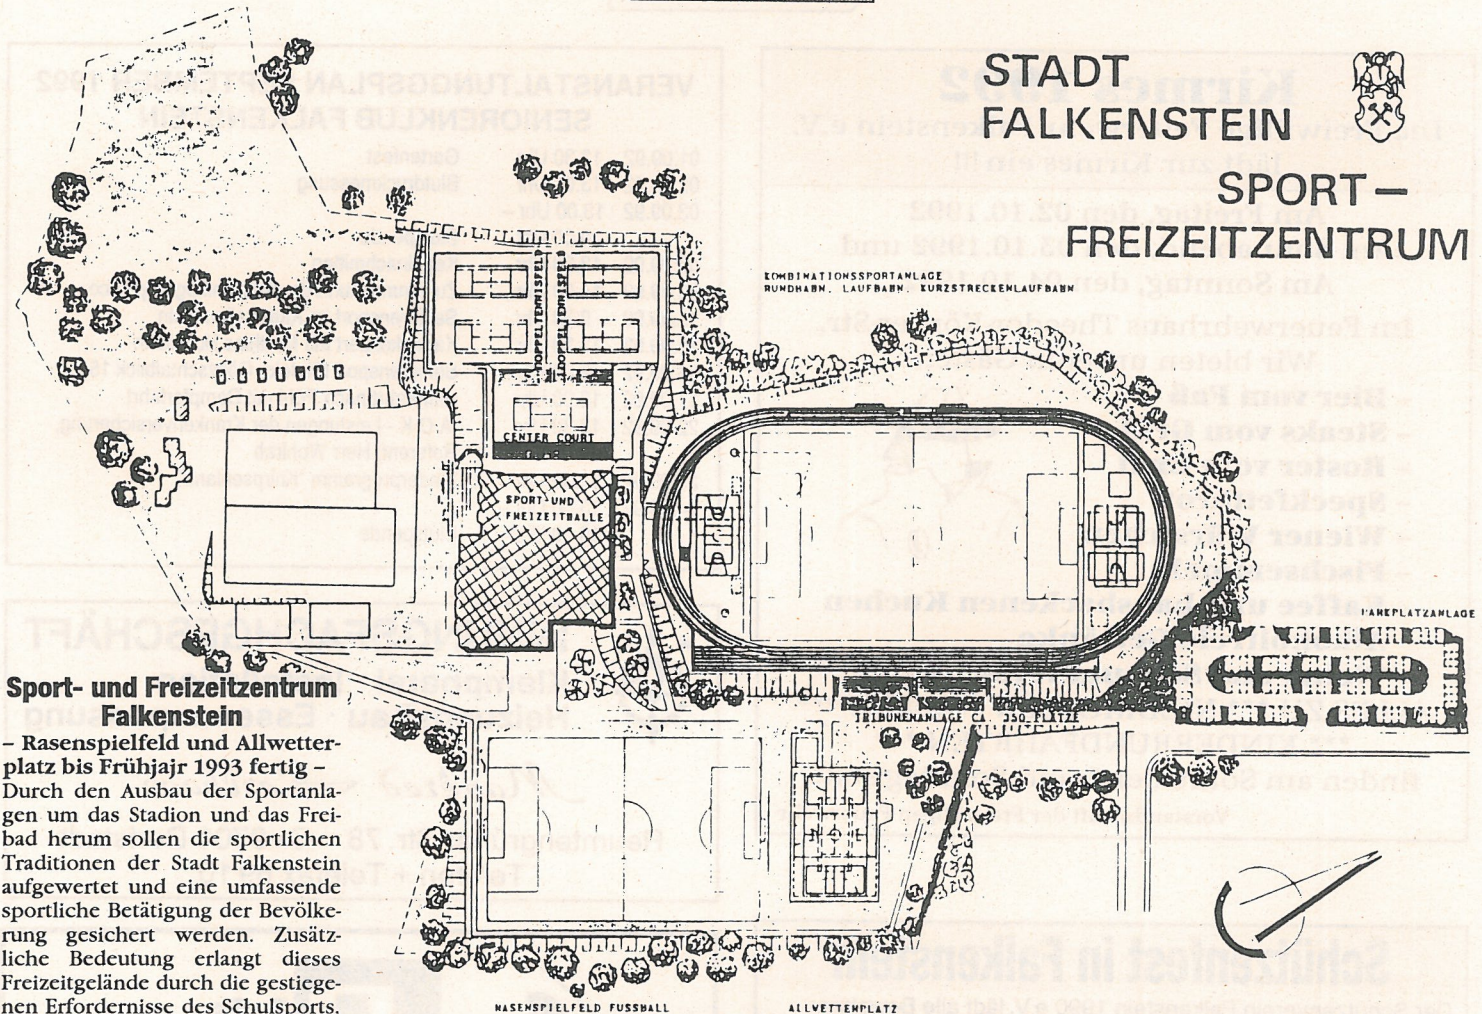 STADT
FALKENSTEIN
SPORT—
FREIZEITZENTRUM
KOMBINATIONSSPORTANLAGE
RUNDHAHN. LAUFBAHN. KURZSTRECKENLAUFBAHN
DOPPELTENNISFELD
DOPPELTENNISFELD
CENTER COURT
SPORT-UND
FREIZEITHALLE
PARKPLATZANLAGE
TRIBUNENANLAGE CA. 350 PLÄTZE
RASENSPIELFELD FUSSBALL
ALLWETTERPLATZ
Sport- und Freizeitzentrum
Falkenstein
– Rasenspielfeld und Allwetter-
platz bis Frühjajr 1993 fertig –
Durch den Ausbau der Sportanla-
gen um das Stadion und das Frei-
bad herum sollen die sportlichen
Traditionen der Stadt Falkenstein
aufgewertet und eine umfassende
sportliche Betätigung der Bevölke-
rung gesichert werden. Zusätz-
liche Bedeutung erlangt dieses
Freizeitgelände durch die gestiege-
nen Erfordernisse des Schulsports,